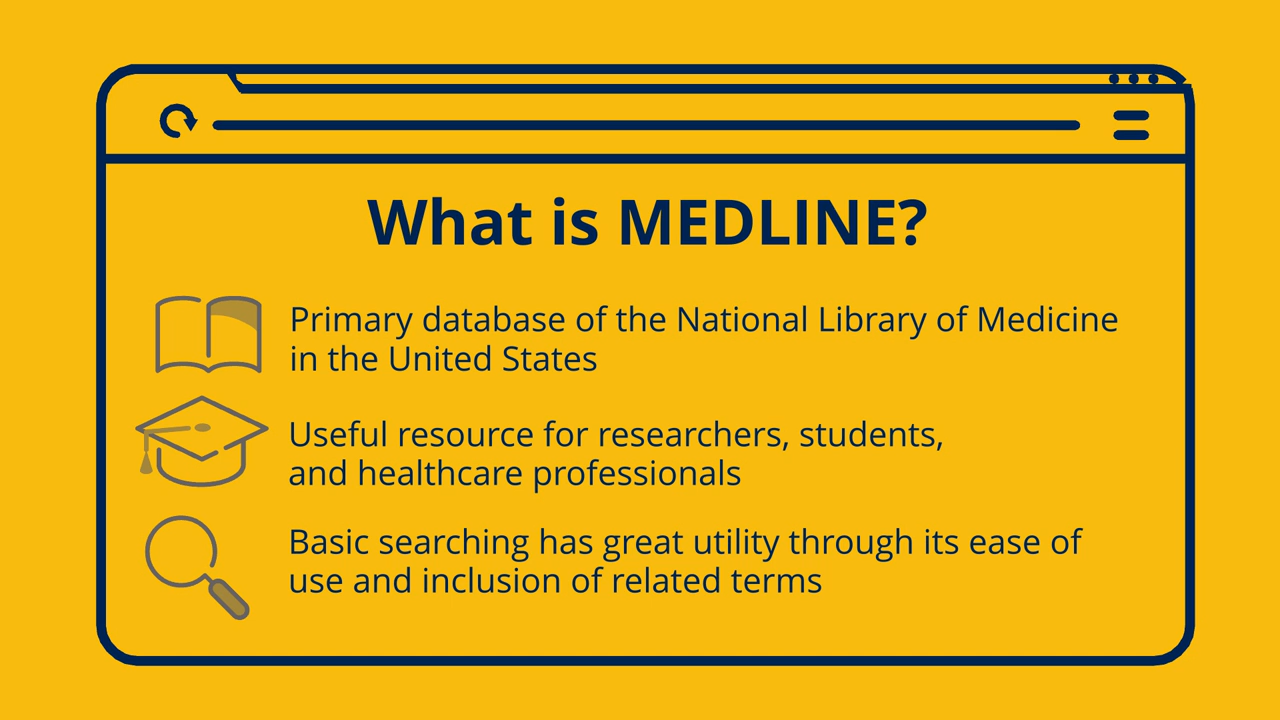 What is MEDLINE?
Primary database of the National Library of Medicine
in the United States
Useful resource for researchers, students,
and healthcare professionals
Basic searching has great utility through its ease of
use and inclusion of related terms